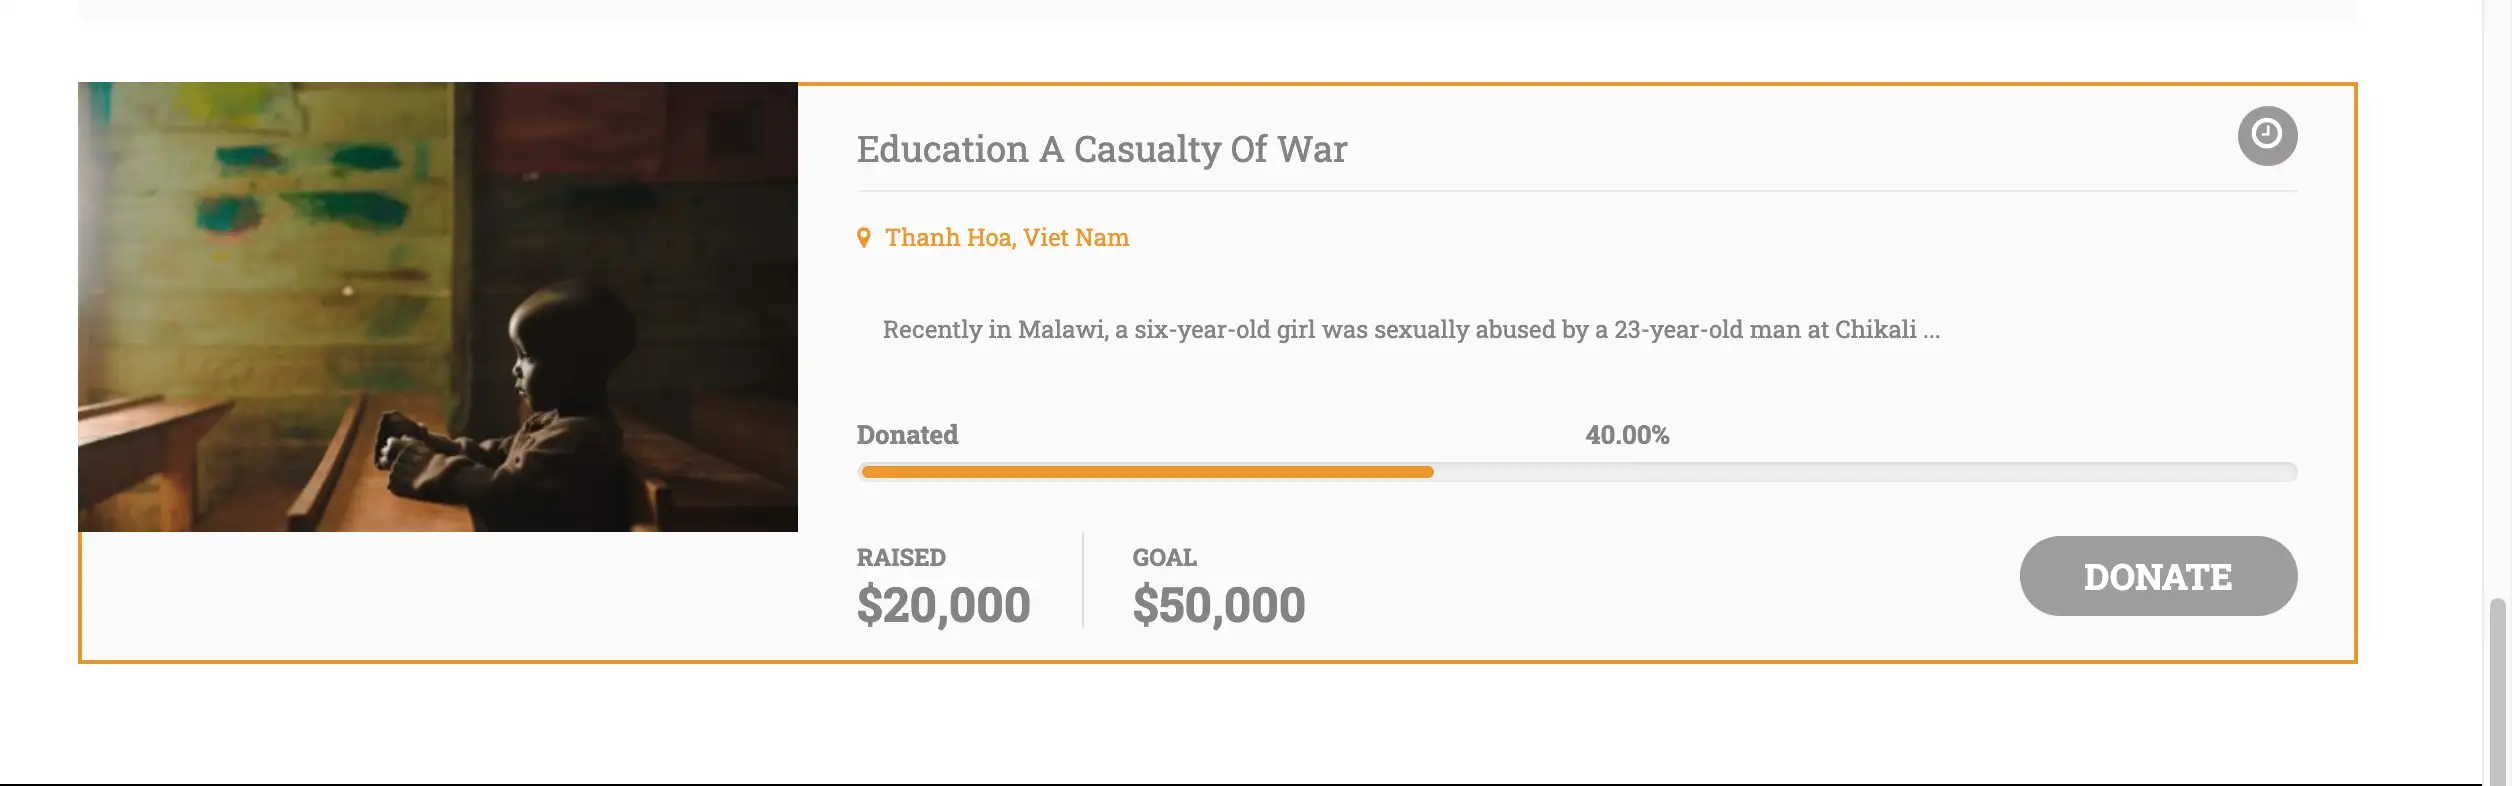 Education A Casualty Of War
Thanh Hoa, Viet Nam
Recently in Malawi, a six-year-old girl was sexually abused by a 23-year-old man at Chikali ...
Donated 40.00%
RAISED GOAL
$20,000 $50,000
DONATE